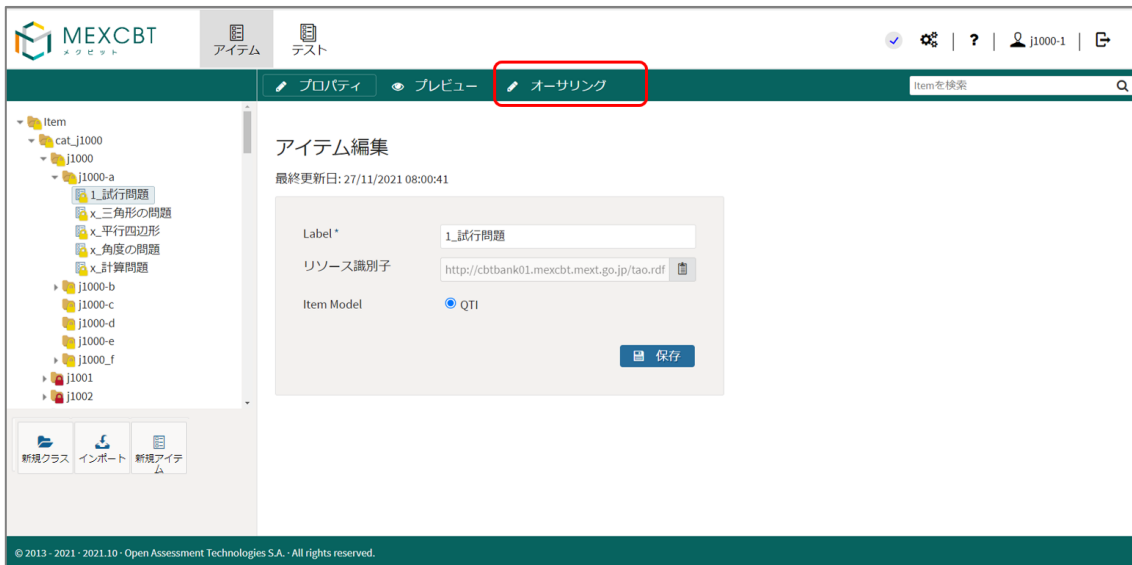 MEXCBT
メクビット
アイテム
テスト
? j1000-1
プロパティ プレビュー オーサリング
Itemを検索
Item
cat_j1000
j1000
j1000-a
1_試行問題
x_三角形の問題
x_平行四辺形
x_角度の問題
x_計算問題
j1000-b
j1000-c
j1000-d
j1000-e
j1000_f
j1001
j1002
新規クラス
インポート
新規アイテ
ム
アイテム編集
最終更新日: 27/11/2021 08:00:41
Label * 1_試行問題
リソース識別子 http://cbtbank01.mexcbt.mext.go.jp/tao.rdf
Item Model QTI
保存
© 2013 - 2021 · 2021.10 · Open Assessment Technologies S.A. · All rights reserved.